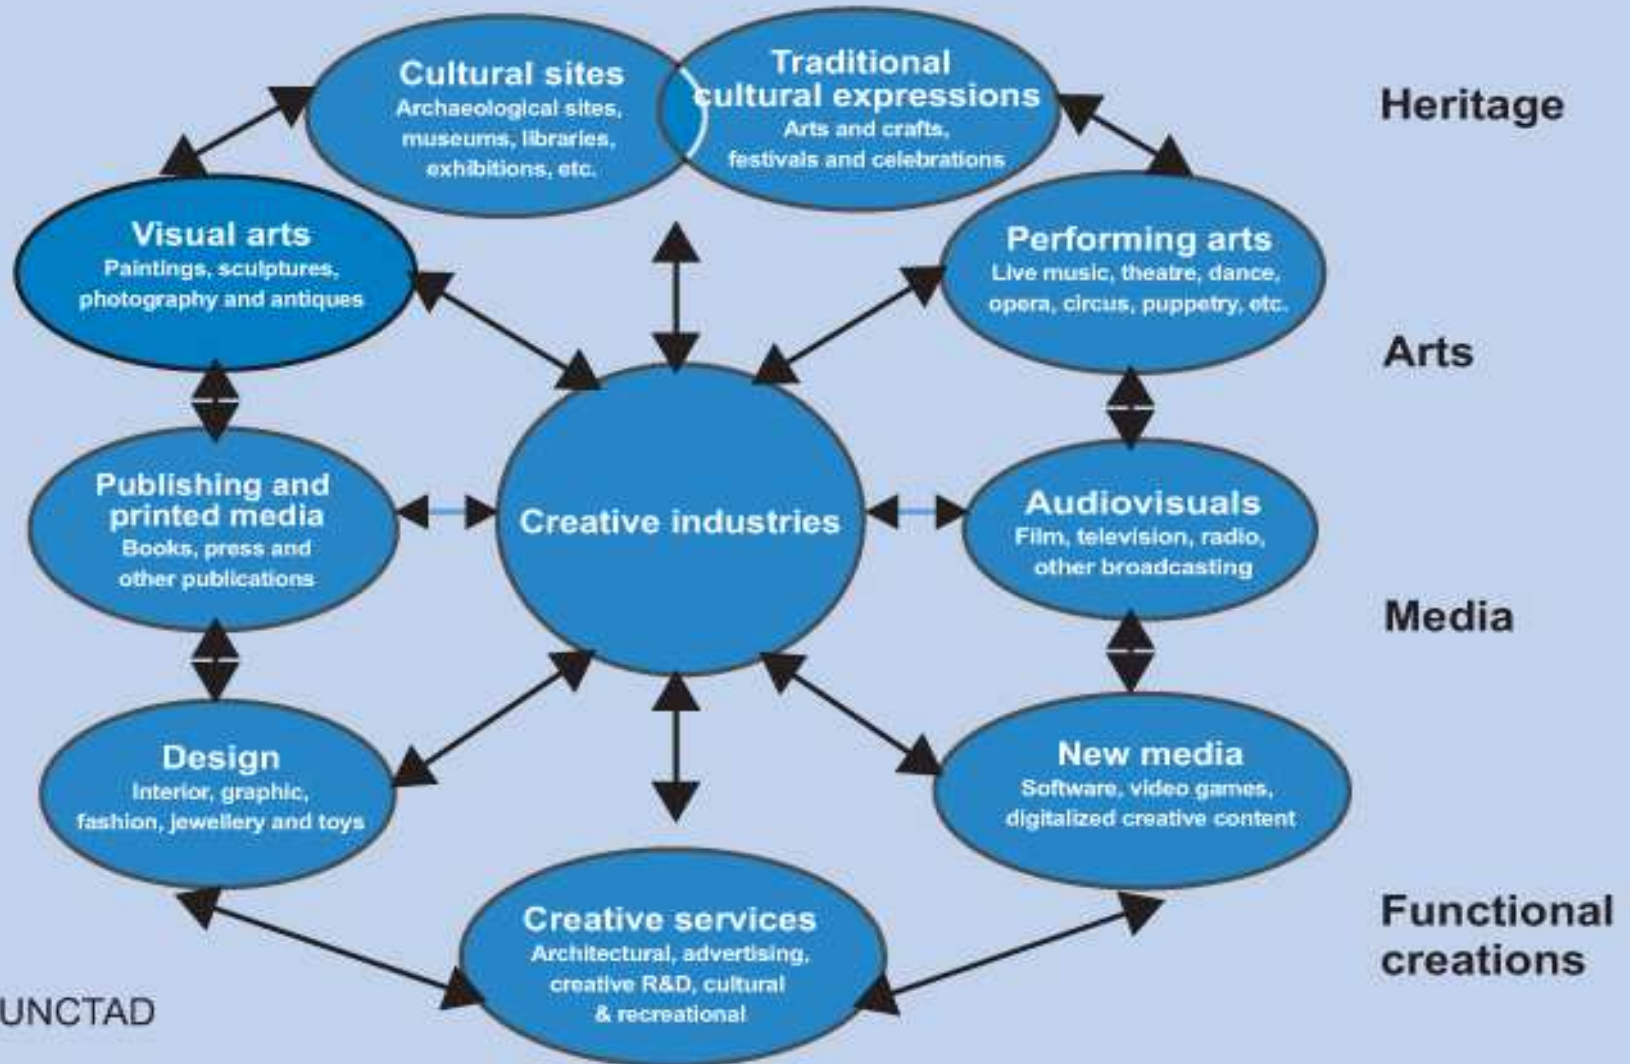 Cultural sites
Archaeological sites,
museums, libraries,
exhibitions, etc.
Traditional
cultural expressions
Arts and crafts,
festivals and celebrations
Heritage
Visual arts
Paintings, sculptures,
photography and antiques
Performing arts
Live music, theatre, dance,
opera, circus, puppetry, etc.
Arts
Publishing and
printed media
Books, press and
other publications
Creative industries
Audiovisuals
Film, television, radio,
other broadcasting
Media
Design
Interior, graphic,
fashion, jewellery and toys
New media
Software, video games,
digitalized creative content
Creative services
Architectural, advertising,
creative R&D, cultural
& recreational
Functional
creations
UNCTAD